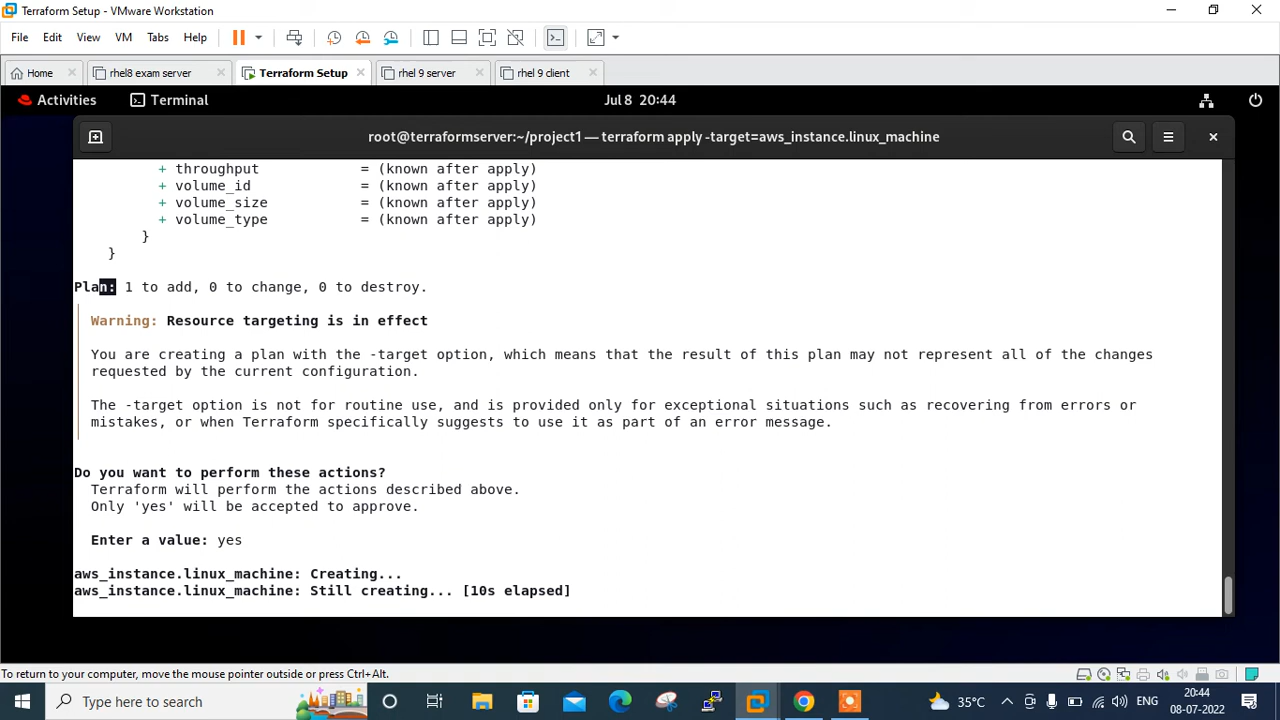 Terraform Setup - VMware Workstation
File Edit View VM Tabs Help
Home rhel8 exam server Terraform Setup rhel 9 server rhel 9 client
Activities Terminal Jul 8 20:44
root@terraformserver:~/project1 — terraform apply -target=aws_instance.linux_machine
+ throughput = (known after apply)
+ volume_id = (known after apply)
+ volume_size = (known after apply)
+ volume_type = (known after apply)
}
}
Plan: 1 to add, 0 to change, 0 to destroy.
Warning: Resource targeting is in effect
You are creating a plan with the -target option, which means that the result of this plan may not represent all of the changes
requested by the current configuration.
The -target option is not for routine use, and is provided only for exceptional situations such as recovering from errors or
mistakes, or when Terraform specifically suggests to use it as part of an error message.
Do you want to perform these actions?
Terraform will perform the actions described above.
Only 'yes' will be accepted to approve.
Enter a value: yes
aws_instance.linux_machine: Creating...
aws_instance.linux_machine: Still creating... [10s elapsed]
To return to your computer, move the mouse pointer outside or press Ctrl+Alt.
Type here to search 35°C ENG 20:44
08-07-2022